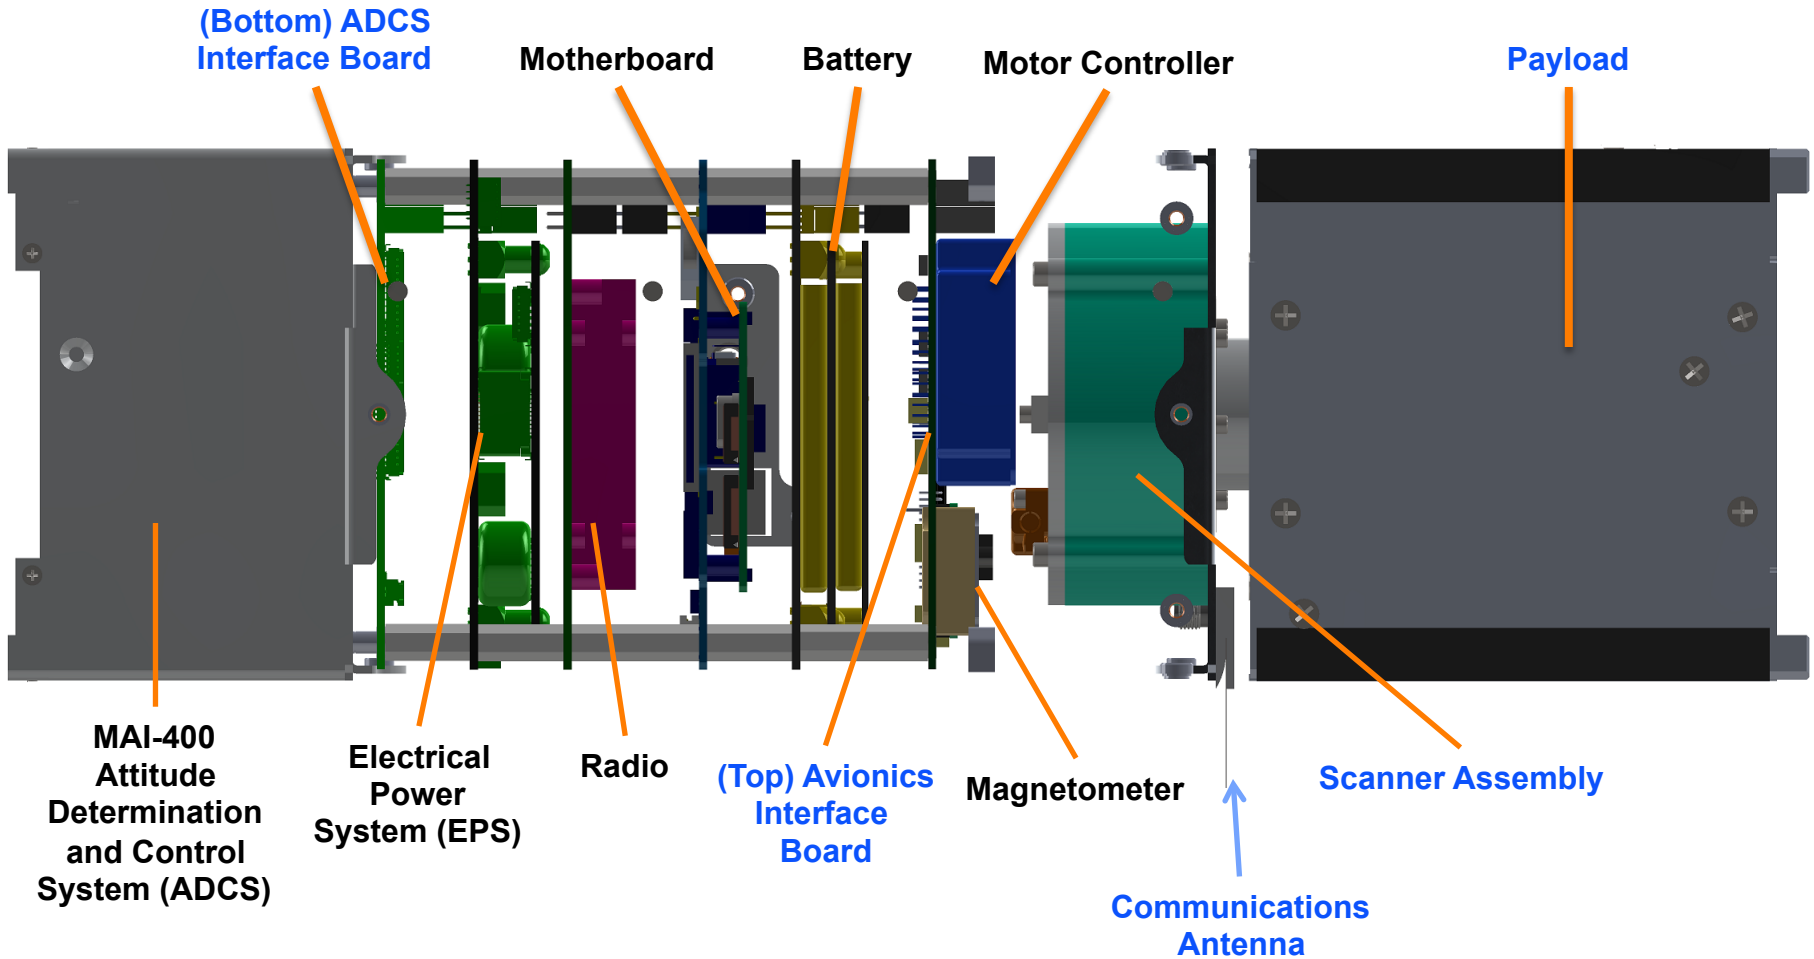 (Bottom) ADCS
Interface Board
Motherboard
Battery
Motor Controller
Payload
MAI-400
Attitude
Determination
and Control
System (ADCS)
Electrical
Power
System (EPS)
Radio
(Top) Avionics
Interface
Board
Magnetometer
Scanner Assembly
Communications
Antenna